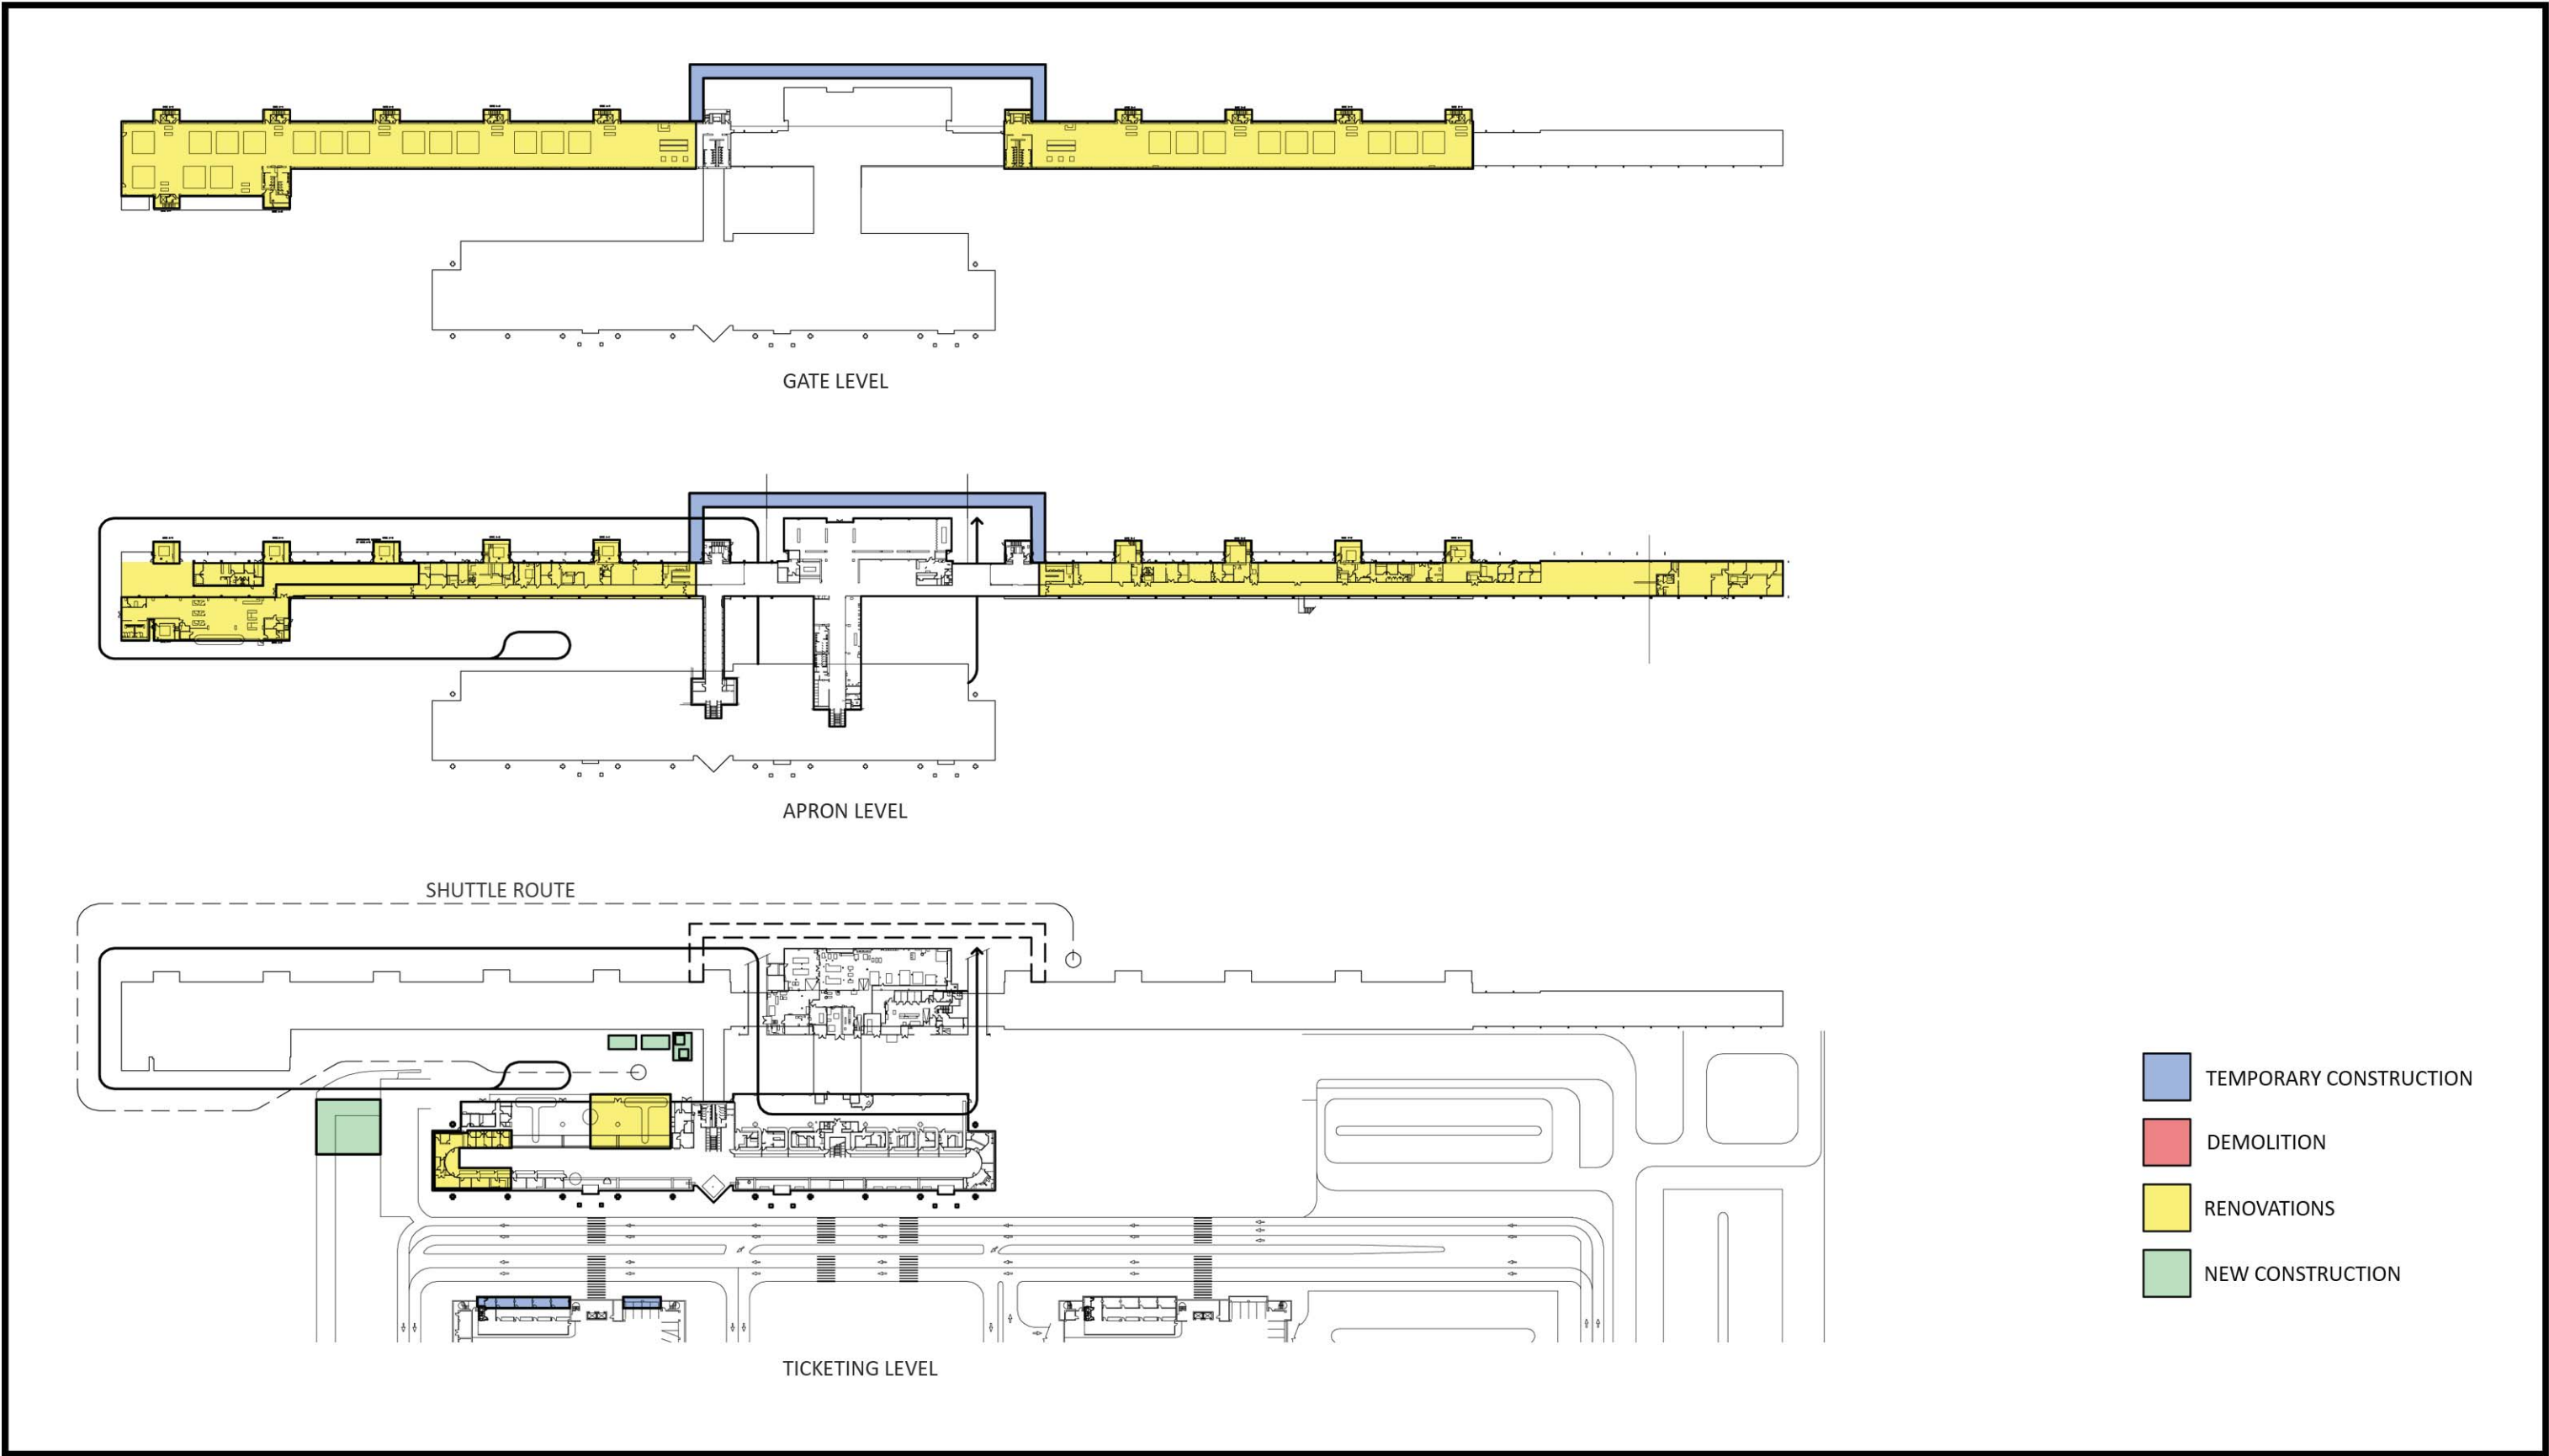 GATE LEVEL
APRON LEVEL
SHUTTLE ROUTE
TICKETING LEVEL
TEMPORARY CONSTRUCTION
DEMOLITION
RENOVATIONS
NEW CONSTRUCTION